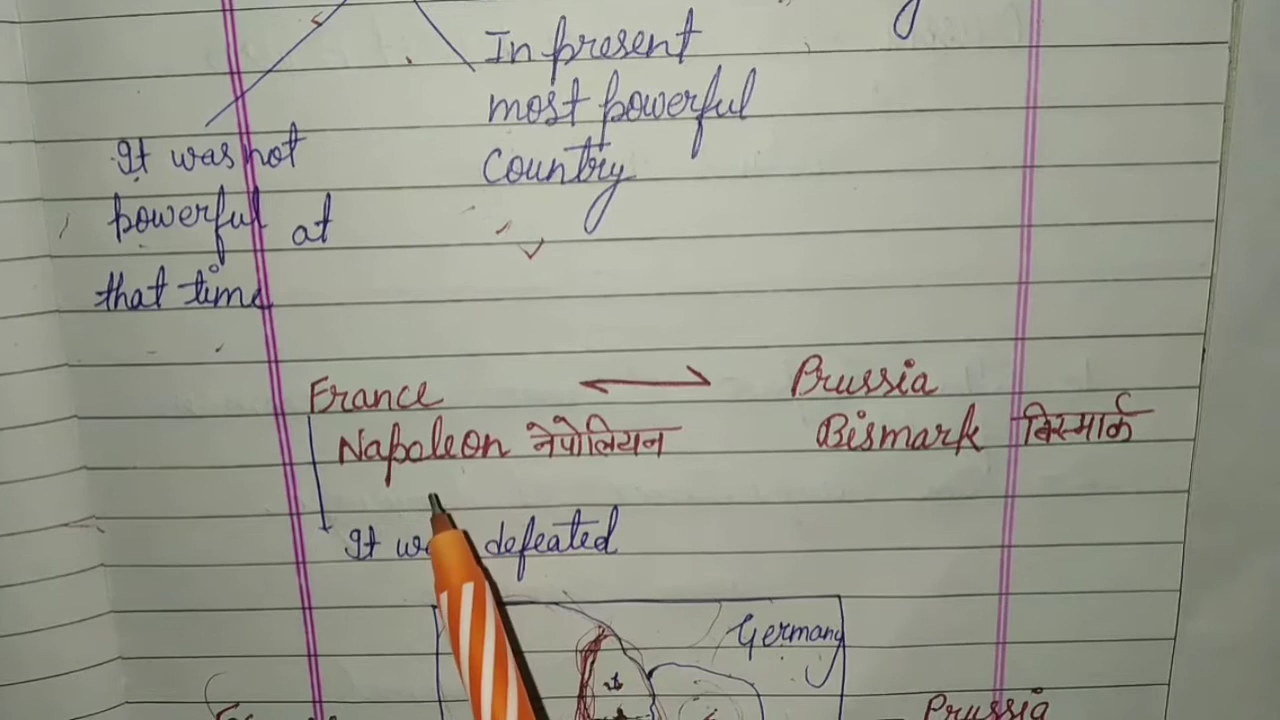 In present
most powerful
Country
It was not
powerful at
that time
France Prussia
Napoleon नेपोलियन Bismark बिस्मार्क
It defeated
Germany
Prussia